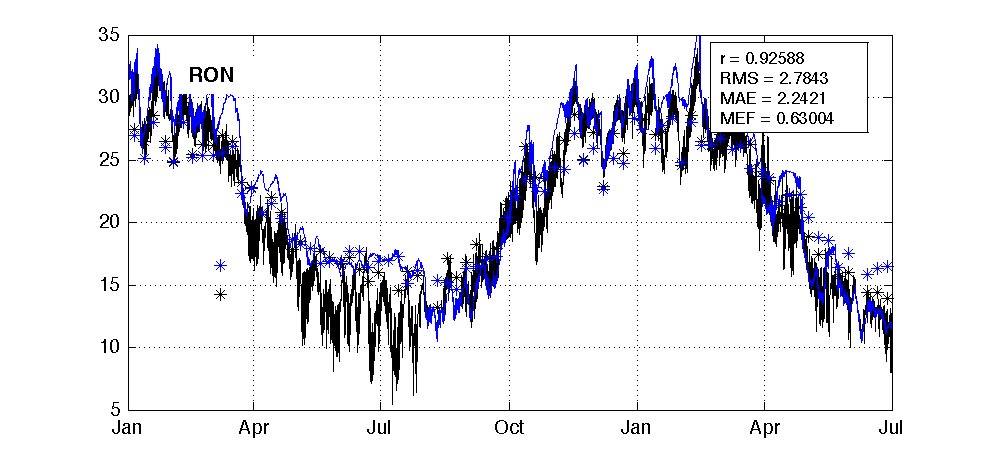 35
30
25
20
15
10
5
RON
r = 0.92588
RMS = 2.7843
MAE = 2.2421
MEF = 0.63004
Jan Apr Jul Oct Jan Apr Jul